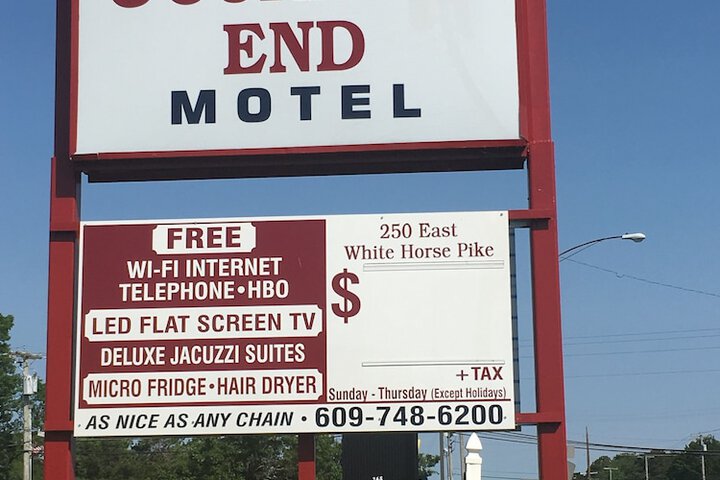 END
MOTEL
FREE
WI-FI INTERNET
TELEPHONE•HBO
LED FLAT SCREEN TV
DELUXE JACUZZI SUITES
MICRO FRIDGE•HAIR DRYER
250 East
White Horse Pike
$
+TAX
Sunday - Thursday (Except Holidays)
AS NICE AS ANY CHAIN • 609-748-6200